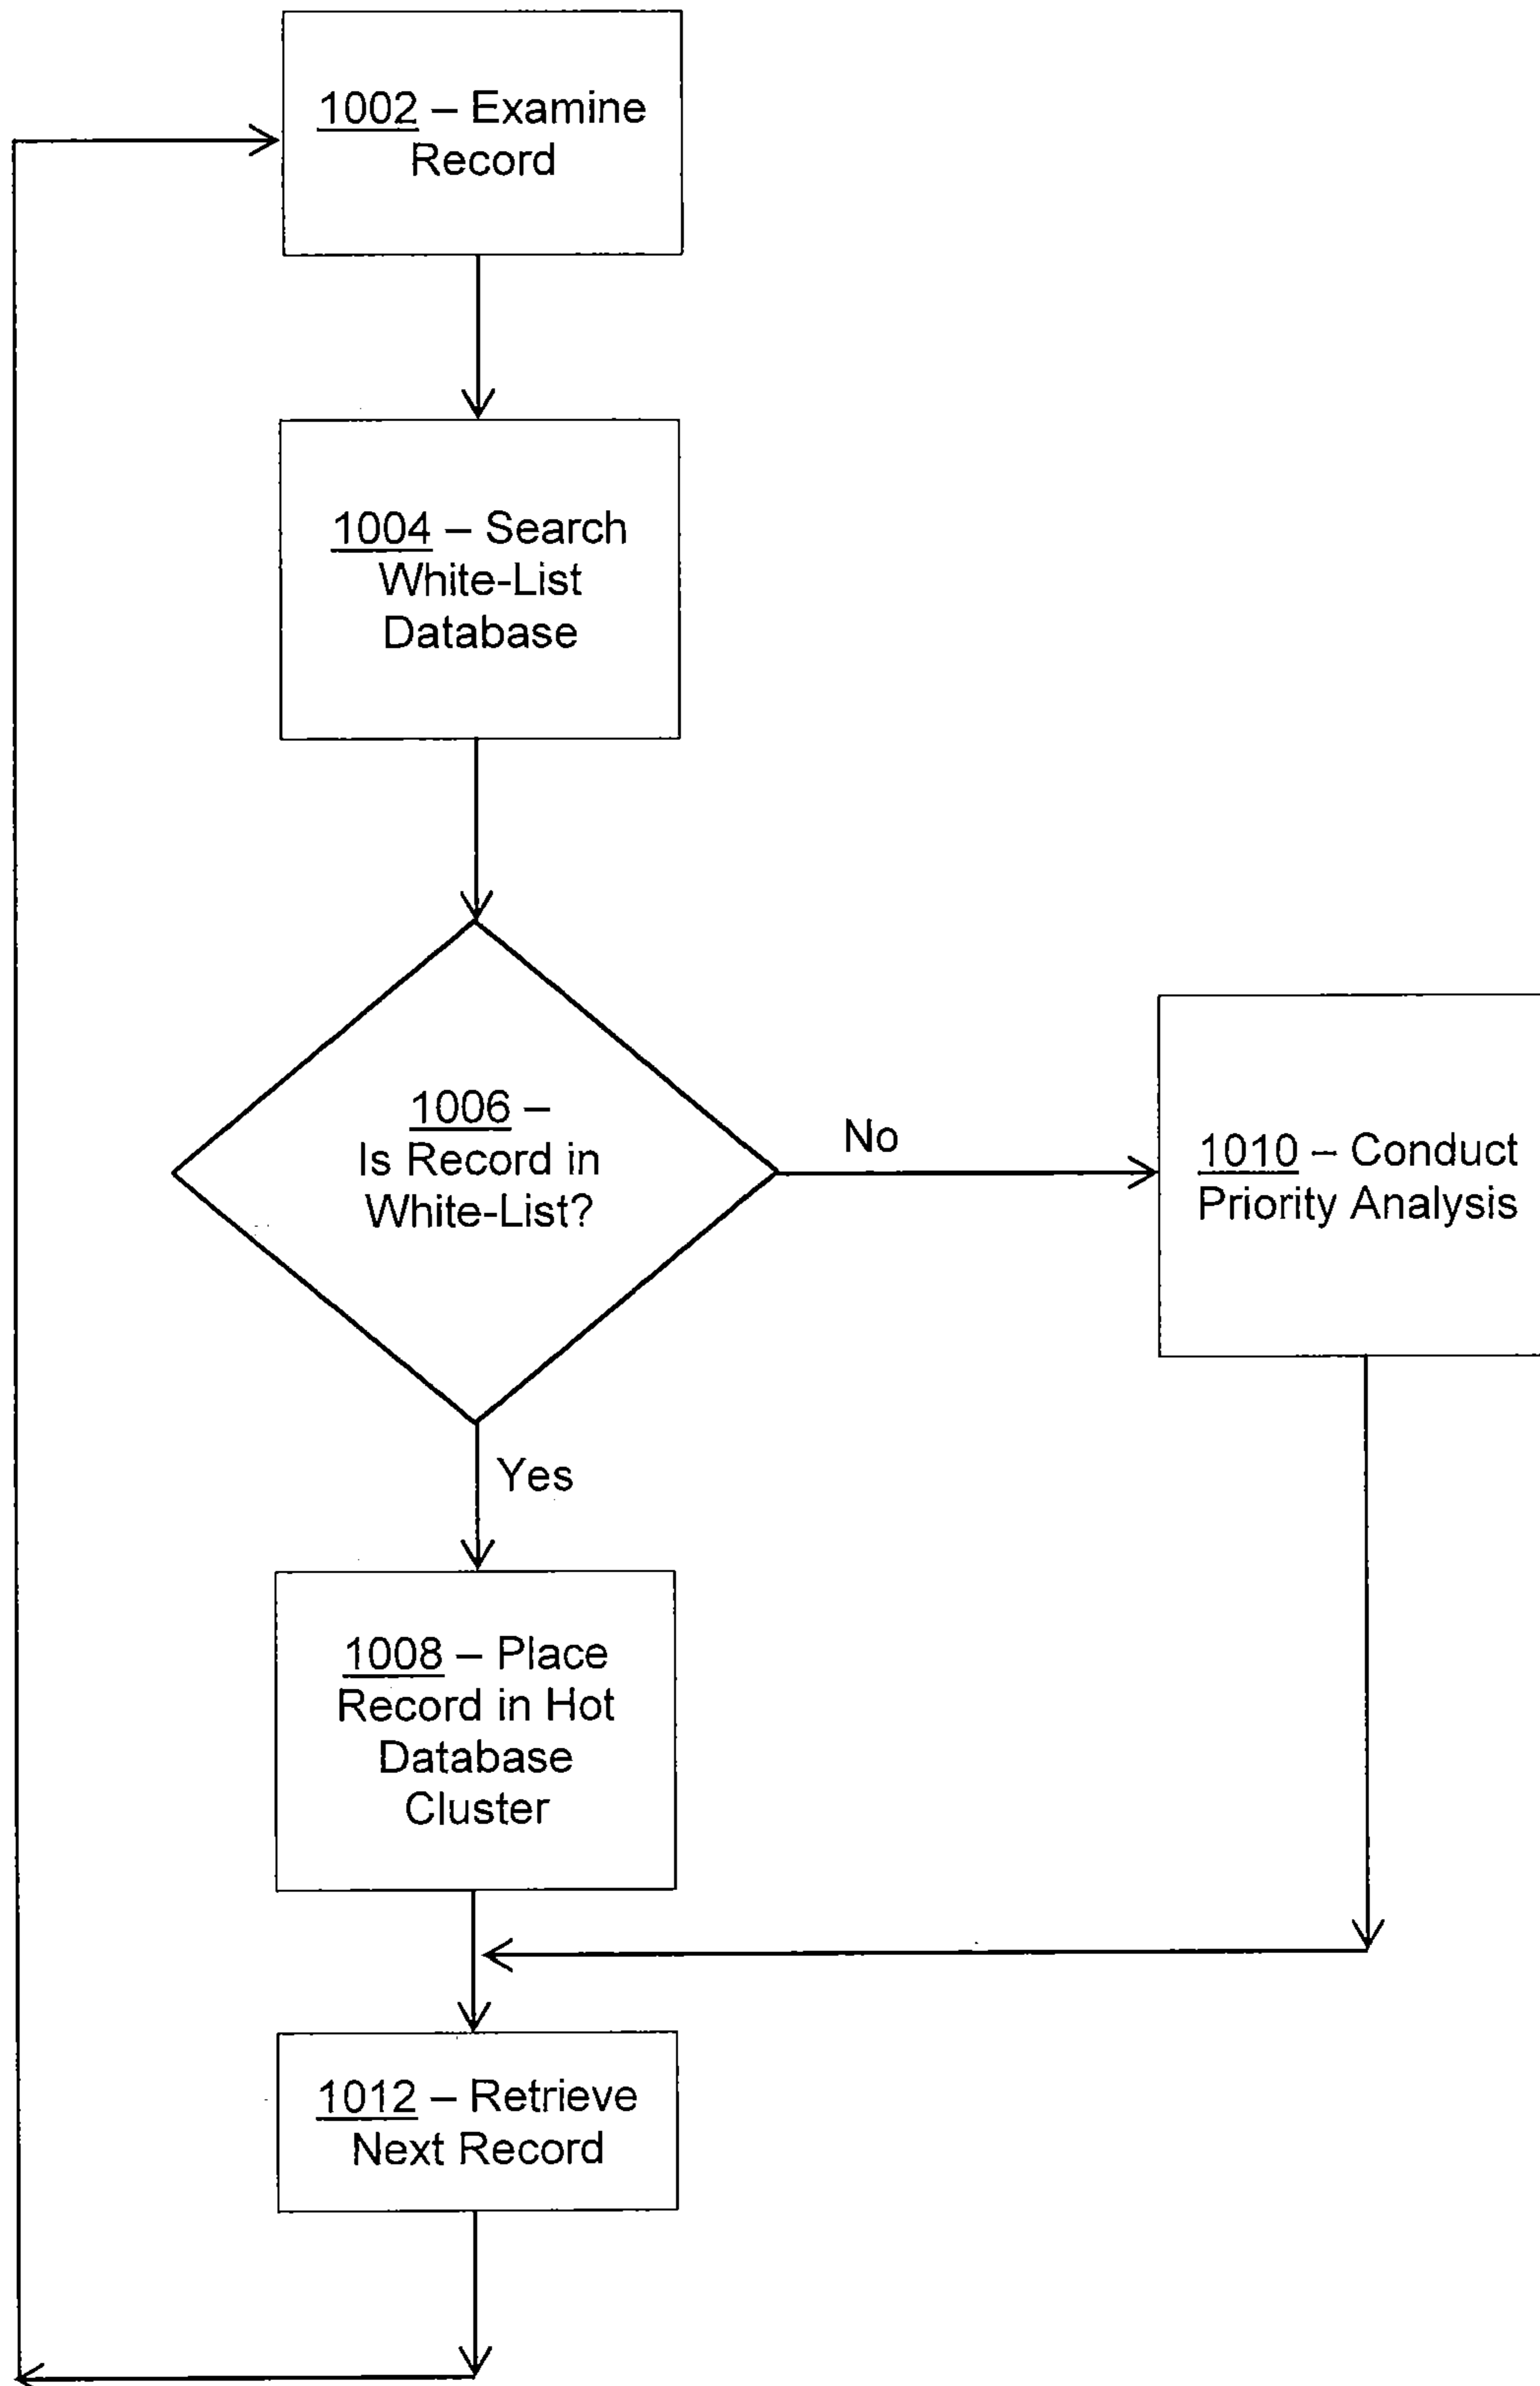 1002 – Examine
Record
1004 – Search
White-List
Database
1006 –
Is Record in
White-List?
No
1010 – Conduct
Priority Analysis
Yes
1008 – Place
Record in Hot
Database
Cluster
1012 – Retrieve
Next Record